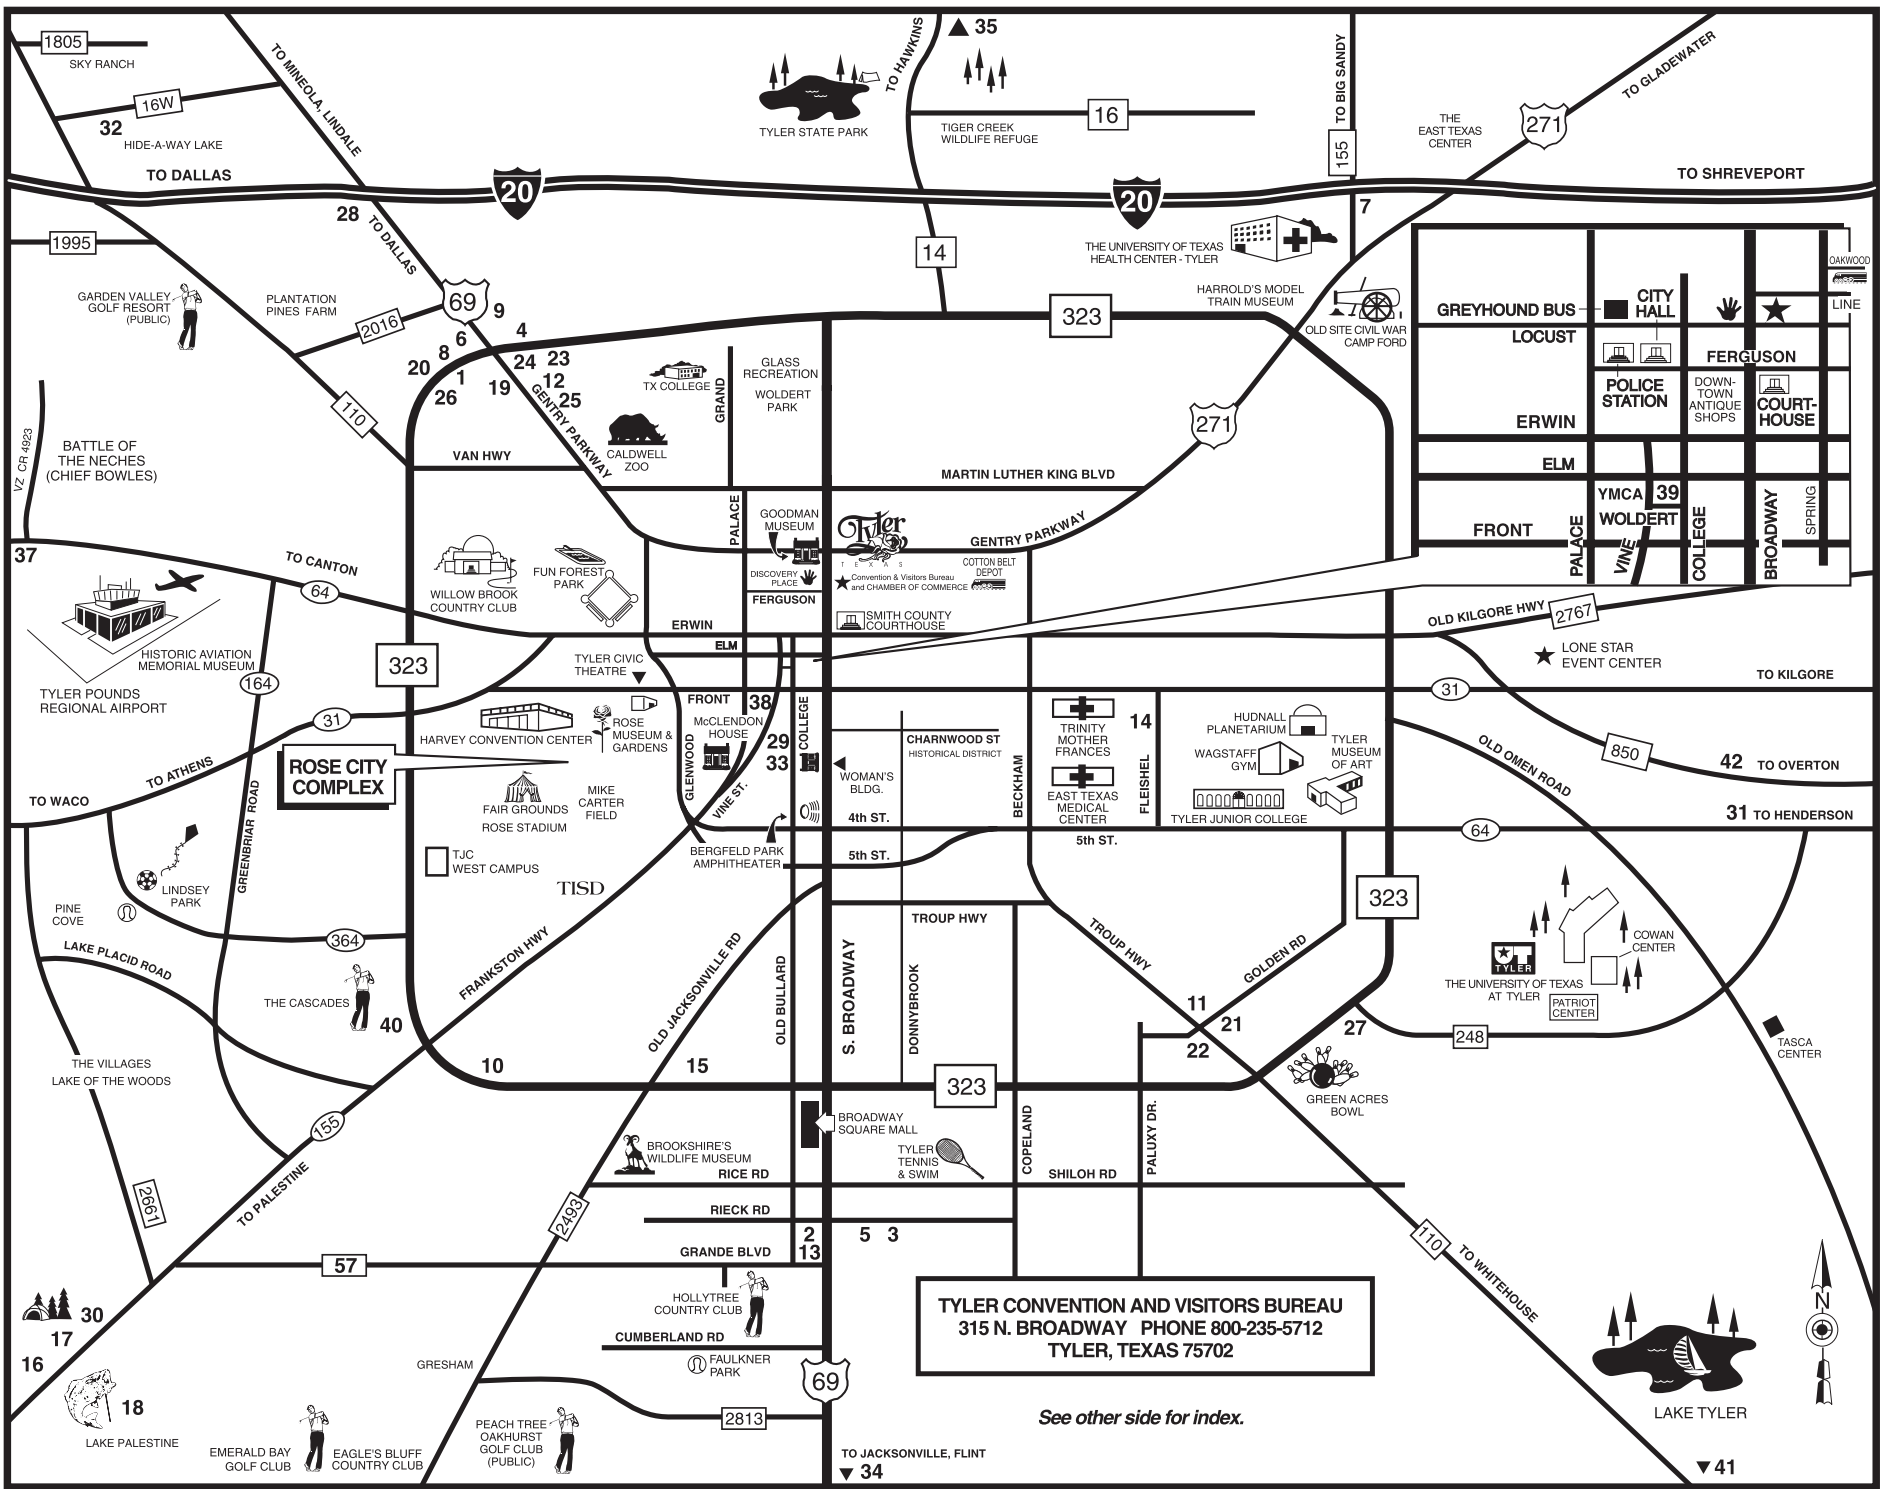 1805
SKY RANCH
16W
32
HIDE-A-WAY LAKE
TO MINEOLA, LINDALE
TO DALLAS
20
28
TO DALLAS
TYLER STATE PARK
TO HAWKINS
35
16
TIGER CREEK
WILDLIFE REFUGE
TO BIG SANDY
155
THE
EAST TEXAS
CENTER
271
TO GLADEWATER
TO SHREVEPORT
20
7
1995
GARDEN VALLEY
GOLF RESORT
(PUBLIC)
PLANTATION
PINES FARM
2016
69
9
14
THE UNIVERSITY OF TEXAS
HEALTH CENTER - TYLER
HARROLD'S MODEL
TRAIN MUSEUM
OLD SITE CIVIL WAR
CAMP FORD
323
4
6
8
20
1
26
24
23
19
12
25
110
GENTRY PARKWAY
TX COLLEGE
GRAND
GLASS
RECREATION
WOLDERT
PARK
CALDWELL
ZOO
VAN HWY
271
MARTIN LUTHER KING BLVD
GENTRY PARKWAY
GREYHOUND BUS
CITY
HALL
OAKWOOD
LINE
LOCUST
FERGUSON
POLICE
STATION
DOWN-
TOWN
ANTIQUE
SHOPS
COURT-
HOUSE
ERWIN
ELM
YMCA
39
WOLDERT
FRONT
PALACE
VINE
COLLEGE
BROADWAY
SPRING
VZ CR 4923
BATTLE OF
THE NECHES
(CHIEF BOWLES)
37
TO CANTON
64
WILLOW BROOK
COUNTRY CLUB
FUN FOREST
PARK
PALACE
GOODMAN
MUSEUM
Tyler
TEXAS
DISCOVERY
PLACE
Convention & Visitors Bureau
and CHAMBER OF COMMERCE
COTTON BELT
DEPOT
FERGUSON
SMITH COUNTY
COURTHOUSE
ERWIN
ELM
OLD KILGORE HWY
2767
LONE STAR
EVENT CENTER
HISTORIC AVIATION
MEMORIAL MUSEUM
TYLER POUNDS
REGIONAL AIRPORT
164
323
TYLER CIVIC
THEATRE
FRONT
38
31
TO KILGORE
31
HARVEY CONVENTION CENTER
ROSE
MUSEUM &
GARDENS
McCLENDON
HOUSE
GLENWOOD
VINE ST.
29
33
COLLEGE
CHARNWOOD ST
HISTORICAL DISTRICT
WOMAN'S
BLDG.
BECKHAM
TRINITY
MOTHER
FRANCES
14
EAST TEXAS
MEDICAL
CENTER
FLEISHEL
HUDNALL
PLANETARIUM
WAGSTAFF
GYM
TYLER
MUSEUM
OF ART
TYLER JUNIOR COLLEGE
OLD OMEN ROAD
850
42
TO OVERTON
ROSE CITY
COMPLEX
TO ATHENS
TO WACO
FAIR GROUNDS
ROSE STADIUM
MIKE
CARTER
FIELD
4th ST.
5th ST.
5th ST.
64
31
TO HENDERSON
BERGFELD PARK
AMPHITHEATER
TJC
WEST CAMPUS
TISD
GREENBRIAR ROAD
LINDSEY
PARK
PINE
COVE
364
LAKE PLACID ROAD
THE CASCADES
40
FRANKSTON HWY
OLD JACKSONVILLE RD
OLD BULLARD
S. BROADWAY
TROUP HWY
DONNYBROOK
TROUP HWY
GOLDEN RD
323
COWAN
CENTER
UT
TYLER
THE UNIVERSITY OF TEXAS
AT TYLER
PATRIOT
CENTER
11
21
22
27
248
TASCA
CENTER
THE VILLAGES
LAKE OF THE WOODS
10
15
323
GREEN ACRES
BOWL
155
BROADWAY
SQUARE MALL
COPELAND
PALUXY DR.
BROOKSHIRE'S
WILDLIFE MUSEUM
TYLER
TENNIS
& SWIM
RICE RD
SHILOH RD
2661
TO PALESTINE
2493
RIECK RD
2
5
3
GRANDE BLVD
13
57
110
TO WHITEHOUSE
HOLLYTREE
COUNTRY CLUB
TYLER CONVENTION AND VISITORS BUREAU
315 N. BROADWAY PHONE 800-235-5712
TYLER, TEXAS 75702
30
17
16
CUMBERLAND RD
FAULKNER
PARK
GRESHAM
69
N
18
LAKE PALESTINE
2813
See other side for index.
LAKE TYLER
EMERALD BAY
GOLF CLUB
EAGLE'S BLUFF
COUNTRY CLUB
PEACH TREE
OAKHURST
GOLF CLUB
(PUBLIC)
TO JACKSONVILLE, FLINT
34
41